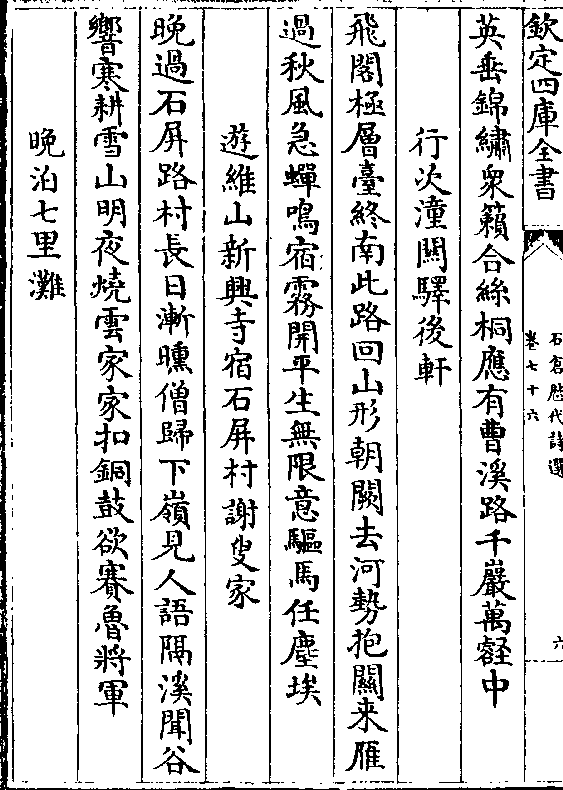 欽定四庫全書
石倉歷代詩選
卷七十六
六
英垂錦繡衆籟合絲桐應有曹溪路千巖萬壑中
行次潼關驛後軒
飛閣極層臺終南此路回山形朝闕去河勢抱關来雁
過秋風急蟬鳴宿霧開平生無限意驅馬任塵埃
遊維山新興寺宿石屏村謝叟家
晚過石屏路村長日漸曛僧歸下嶺見人語隔溪聞谷
響寒耕雪山明夜燒雲家家扣銅鼓欲賽魯將軍
晚泊七里灘